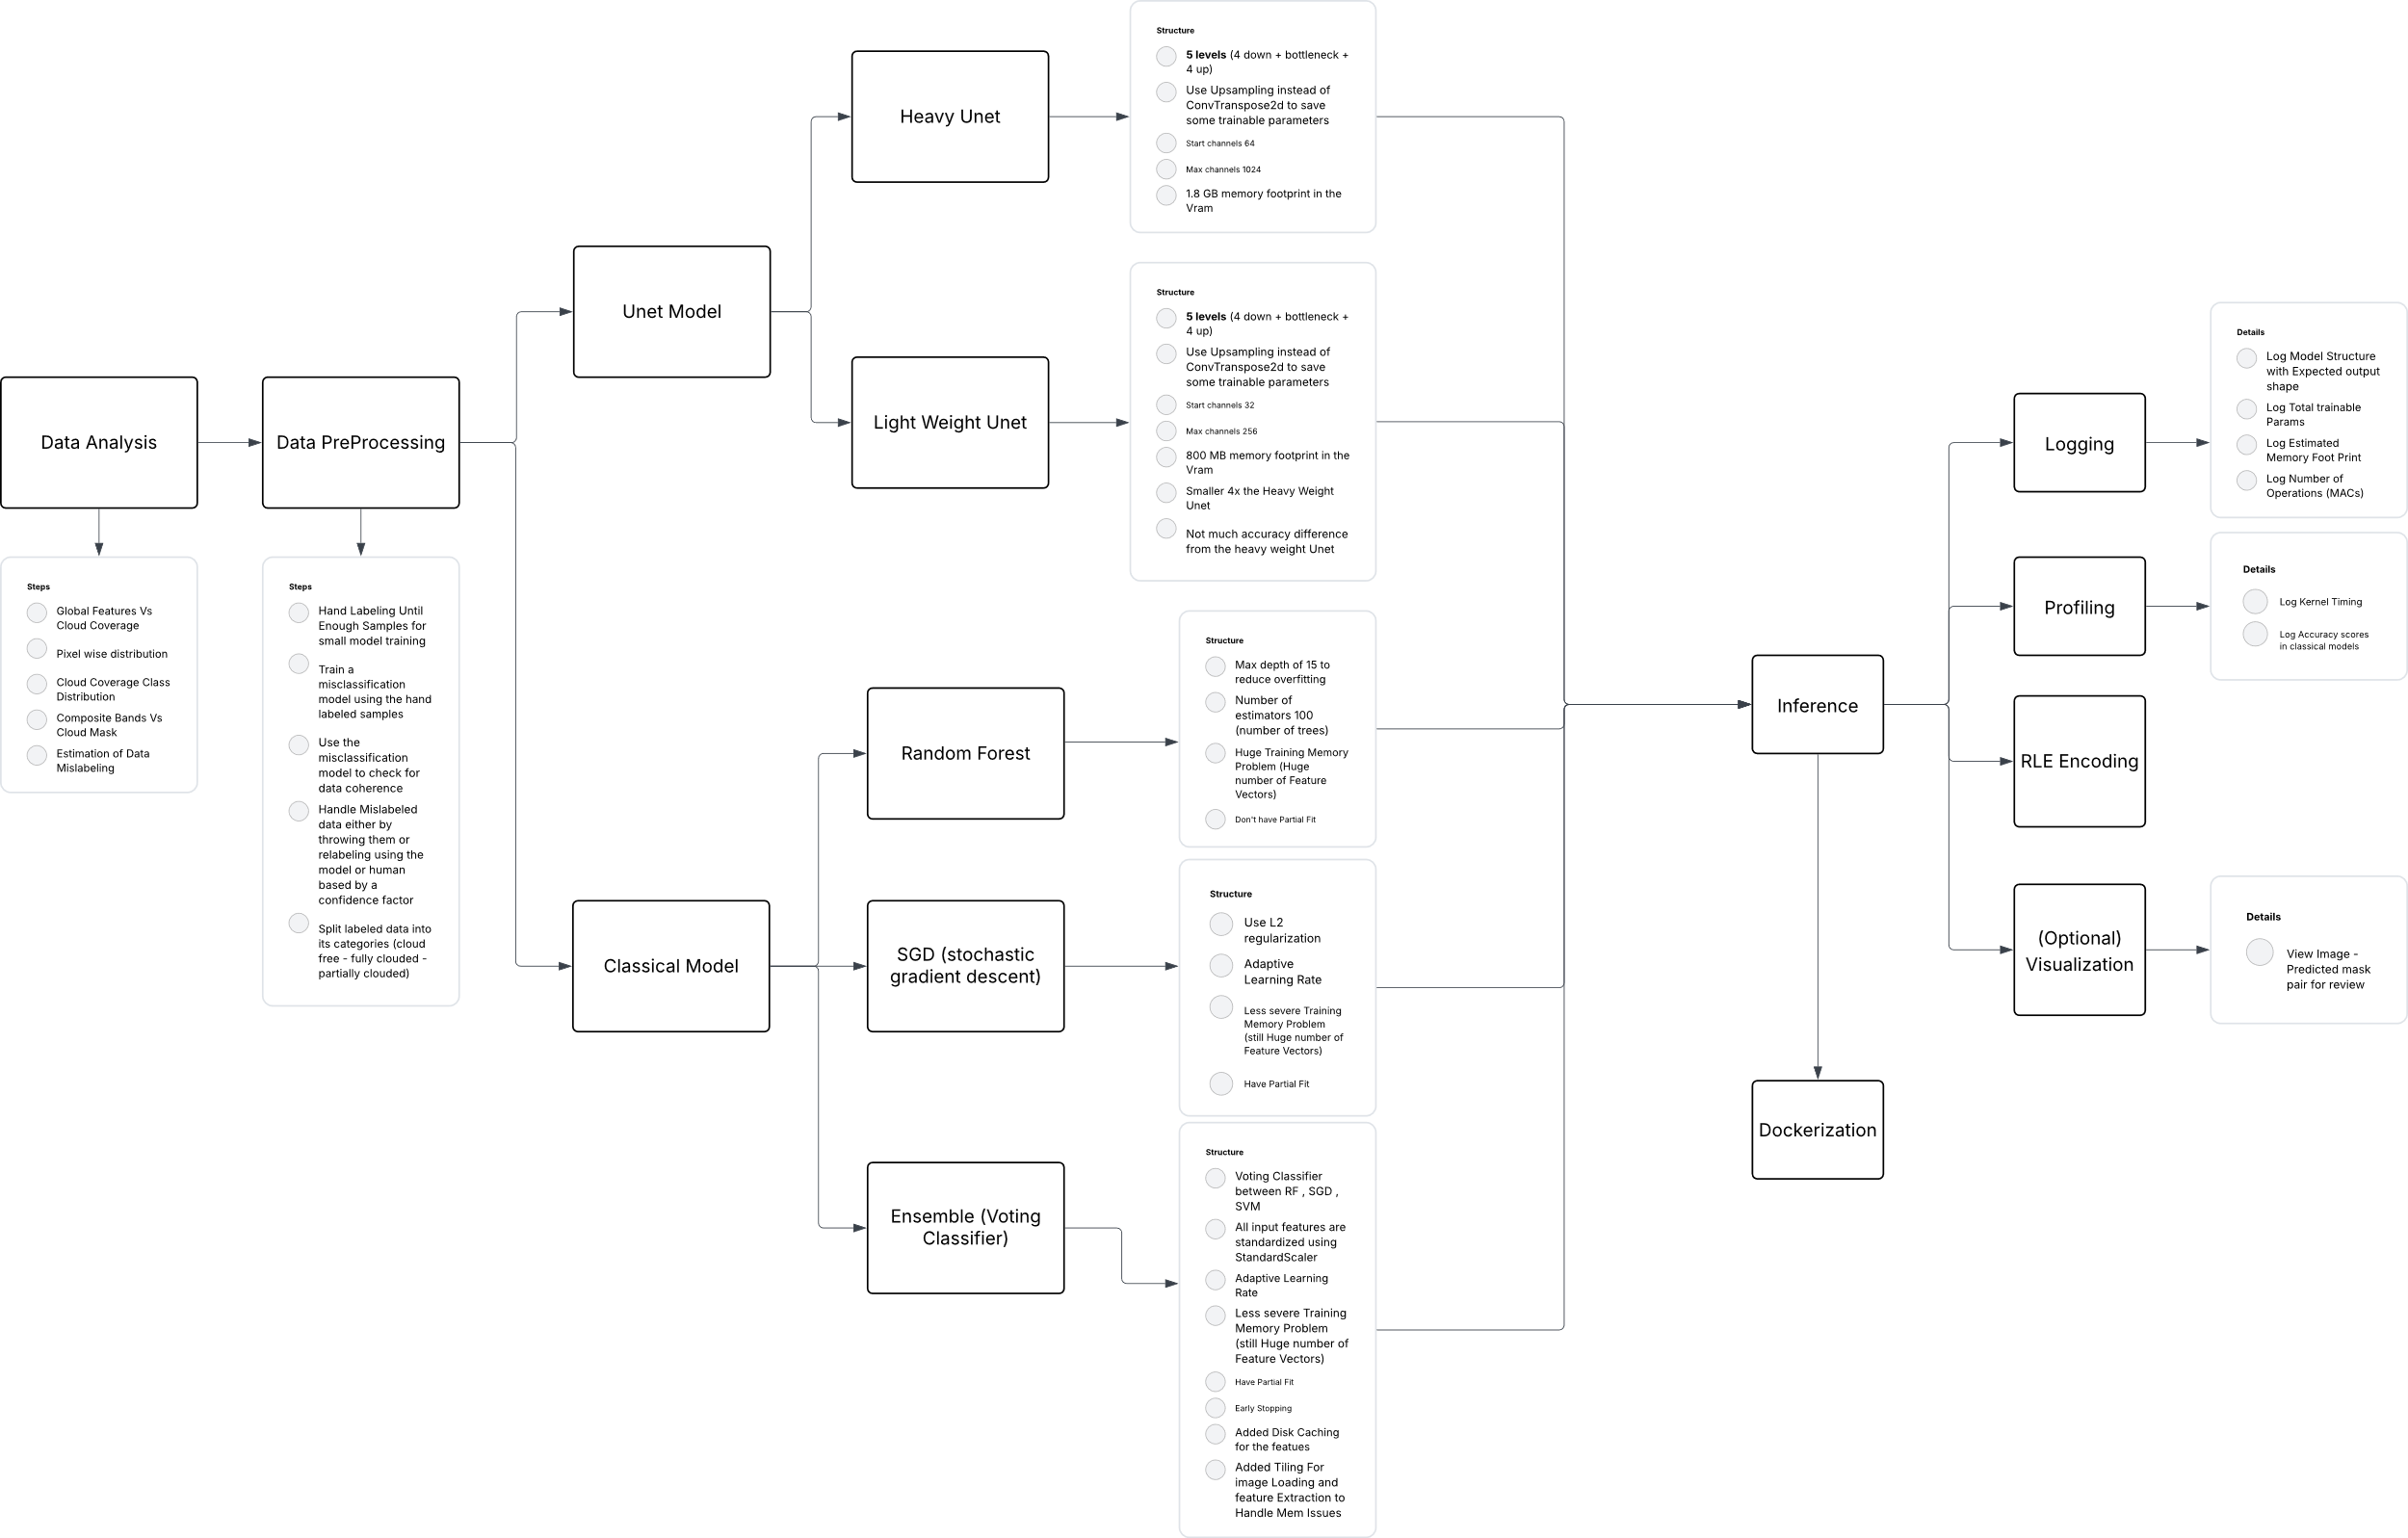 Data Analysis
Steps
Global Features Vs
Cloud Coverage
Pixel wise distribution
Cloud Coverage Class
Distribution
Composite Bands Vs
Cloud Mask
Estimation of Data
Mislabeling
Data PreProcessing
Steps
Hand Labeling Until
Enough Samples for
small model training
Train a
misclassification
model using the hand
labeled samples
Use the
misclassification
model to check for
data coherence
Handle Mislabeled
data either by
throwing them or
relabeling using the
model or human
based by a
confidence factor
Split labeled data into
its categories (cloud
free - fully clouded -
partially clouded)
Unet Model
Heavy Unet
Structure
5 levels (4 down + bottleneck +
4 up)
Use Upsampling instead of
ConvTranspose2d to save
some trainable parameters
Start channels 64
Max channels 1024
1.8 GB memory footprint in the
Vram
Light Weight Unet
Structure
5 levels (4 down + bottleneck +
4 up)
Use Upsampling instead of
ConvTranspose2d to save
some trainable parameters
Start channels 32
Max channels 256
800 MB memory footprint in the
Vram
Smaller 4x the Heavy Weight
Unet
Not much accuracy difference
from the heavy weight Unet
Classical Model
Random Forest
Structure
Max depth of 15 to
reduce overfitting
Number of
estimators 100
(number of trees)
Huge Training Memory
Problem (Huge
number of Feature
Vectors)
Don't have Partial Fit
SGD (stochastic
gradient descent)
Structure
Use L2
regularization
Adaptive
Learning Rate
Less severe Training
Memory Problem
(still Huge number of
Feature Vectors)
Have Partial Fit
Ensemble (Voting
Classifier)
Structure
Voting Classifier
between RF , SGD ,
SVM
All input features are
standardized using
StandardScaler
Adaptive Learning
Rate
Less severe Training
Memory Problem
(still Huge number of
Feature Vectors)
Have Partial Fit
Early Stopping
Added Disk Caching
for the featues
Added Tiling For
image Loading and
feature Extraction to
Handle Mem Issues
Inference
Dockerization
Logging
Details
Log Model Structure
with Expected output
shape
Log Total trainable
Params
Log Estimated
Memory Foot Print
Log Number of
Operations (MACs)
Profiling
Details
Log Kernel Timing
Log Accuracy scores
in classical models
RLE Encoding
(Optional)
Visualization
Details
View Image -
Predicted mask
pair for review